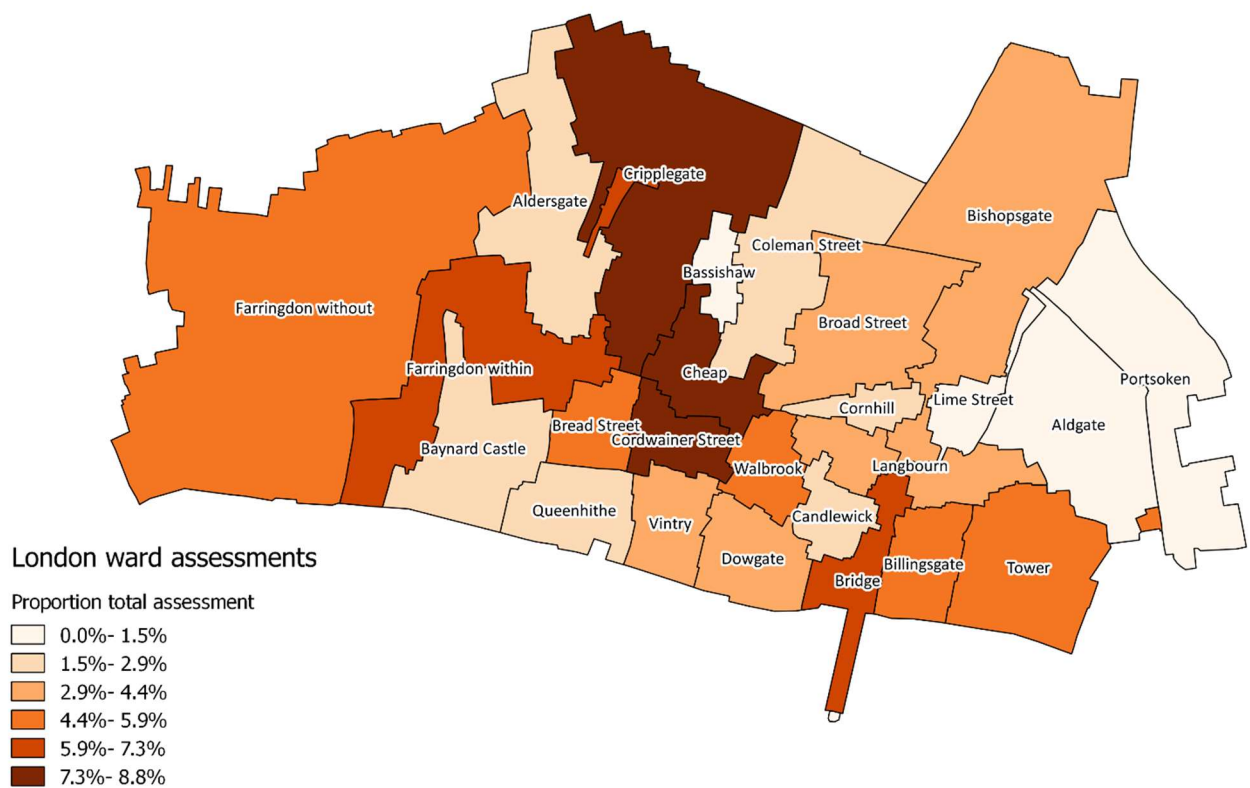 Cripplegate
Aldersgate
Bishopsgate
Coleman Street
Bassishaw
Farringdon without
Broad Street
Farringdon within
Cheap
Portsoken
Lime Street
Cornhill
Bread Street
Aldgate
Cordwainer Street
Baynard Castle
Walbrook
Langbourn
Queenhithe
Candlewick
Vintry
Dowgate
Billingsgate
Tower
Bridge
London ward assessments
Proportion total assessment
0.0%- 1.5%
1.5%- 2.9%
2.9%- 4.4%
4.4%- 5.9%
5.9%- 7.3%
7.3%- 8.8%